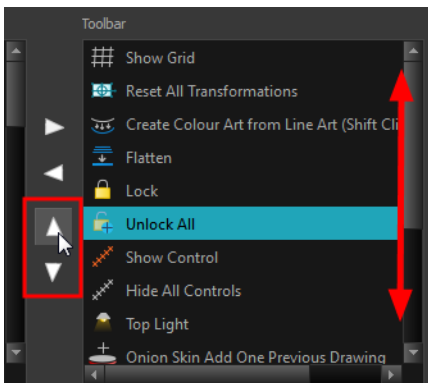 Toolbar
Show Grid
Reset All Transformations
Create Colour Art from Line Art (Shift Cli
Flatten
Lock
Unlock All
Show Control
Hide All Controls
Top Light
Onion Skin Add One Previous Drawing